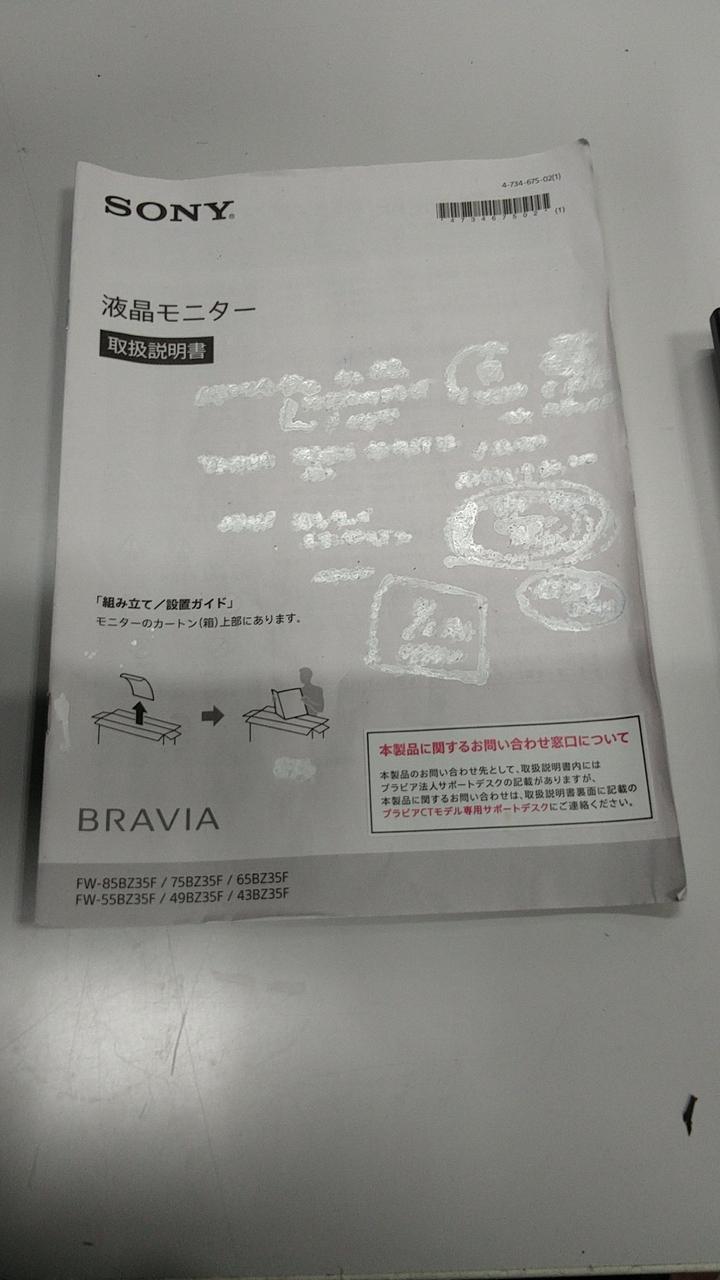 SONY®
4-734-675-02(1)
*473467502* (1)
液晶モニター
取扱説明書
「組み立て／設置ガイド」
モニターのカートン(箱)上部にあります。
本製品に関するお問い合わせ窓口について
本製品のお問い合わせ先として、取扱説明書内には
ブラビア法人サポートデスクの記載がありますが、
本製品に関するお問い合わせは、取扱説明書裏面に記載の
ブラビアCTモデル専用サポートデスクにご連絡ください。
BRAVIA
FW-85BZ35F / 75BZ35F / 65BZ35F
FW-55BZ35F / 49BZ35F / 43BZ35F